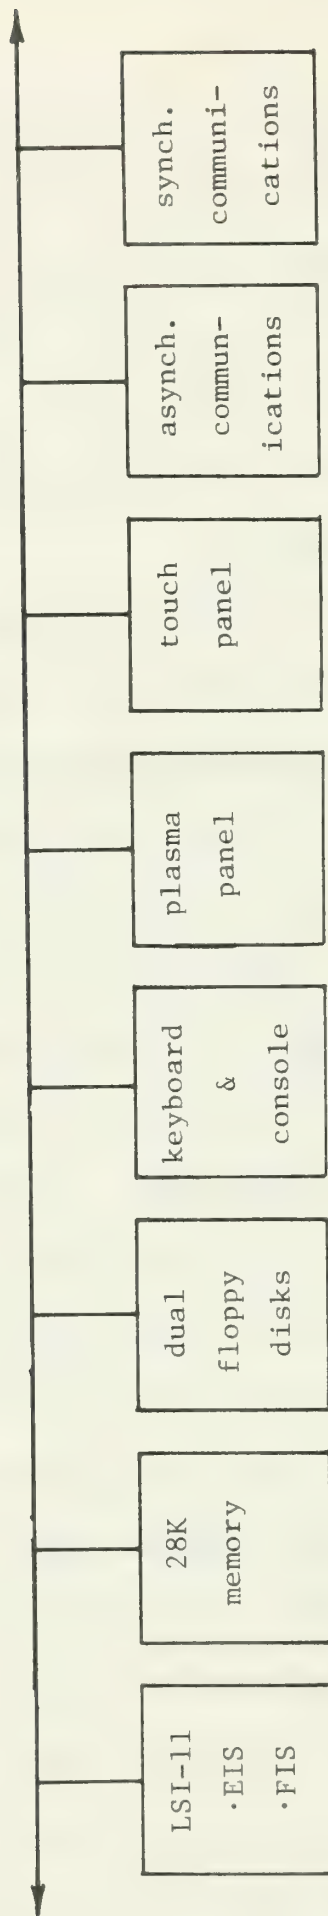 LSI-11
·EIS
·FIS
28K
memory
dual
floppy
disks
keyboard
&
console
plasma
panel
touch
panel
asynch.
commun-
ications
synch.
communi-
cations